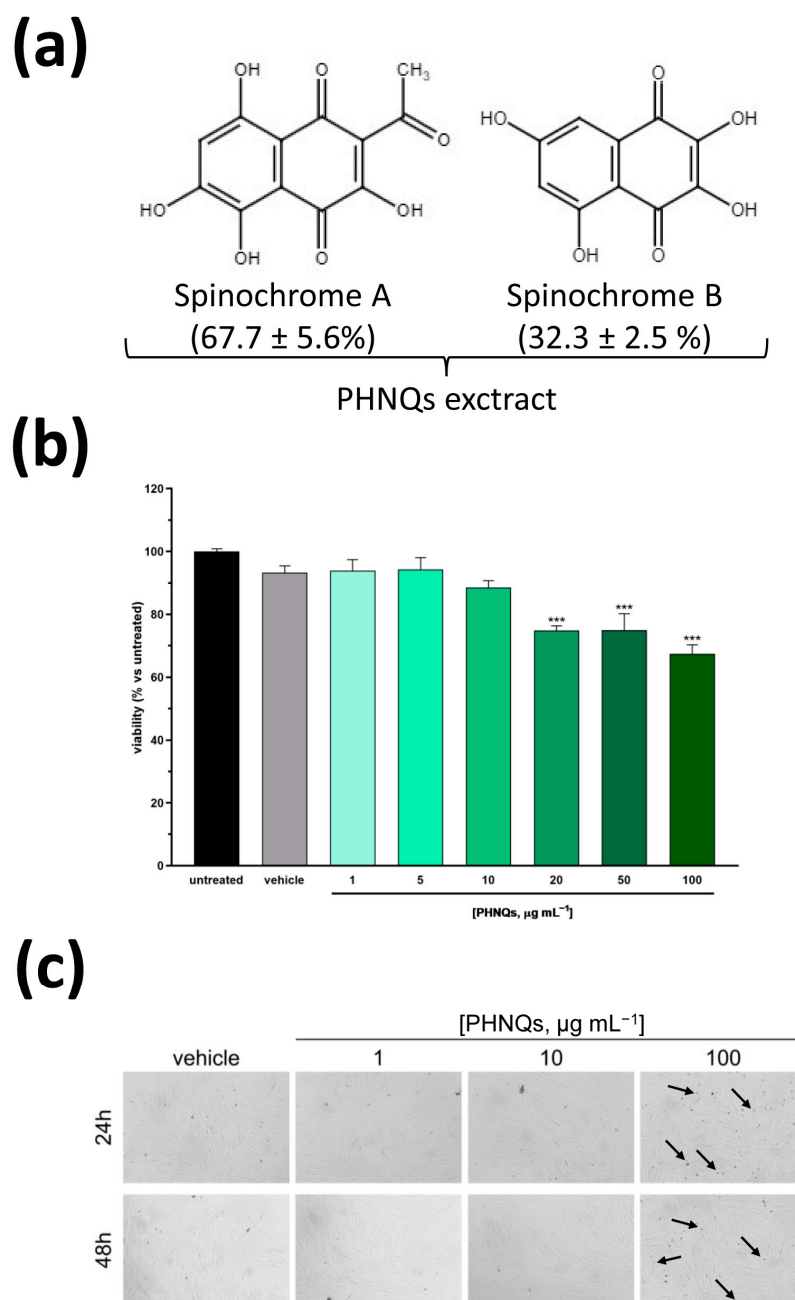 (a)
OH
O
CH3
O
HO
OH
OH
O
Spinochrome A
(67.7 ± 5.6%)
O
HO
OH
OH
OH
O
Spinochrome B
(32.3 ± 2.5 %)
PHNQs exctract
(b)
viability (% vs untreated)
120
100
80
60
40
20
0
***
***
***
untreated vehicle 1 5 10 20 50 100
[PHNQs, µg mL⁻¹]
(c)
[PHNQs, µg mL⁻¹]
vehicle 1 10 100
24h
48h